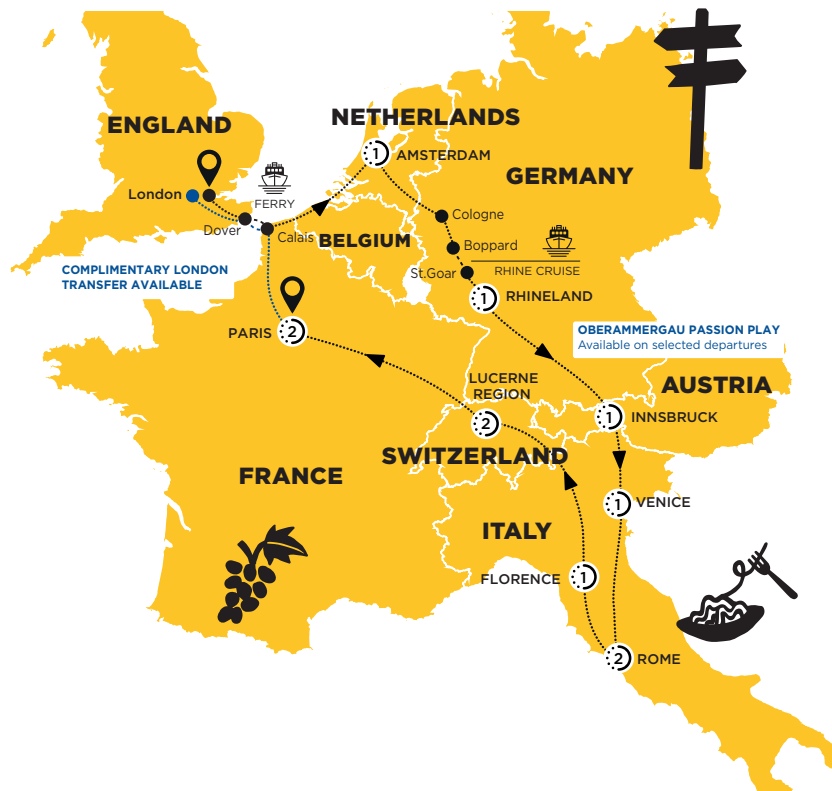 ENGLAND
NETHERLANDS
1
AMSTERDAM
GERMANY
London
FERRY
Dover
Calais
BELGIUM
Cologne
Boppard
St.Goar
RHINE CRUISE
COMPLIMENTARY LONDON
TRANSFER AVAILABLE
1
RHINELAND
PARIS
2
OBERAMMERGAU PASSION PLAY
Available on selected departures
LUCERNE
REGION
2
AUSTRIA
1
INNSBRUCK
SWITZERLAND
FRANCE
1
VENICE
ITALY
FLORENCE
1
2
ROME